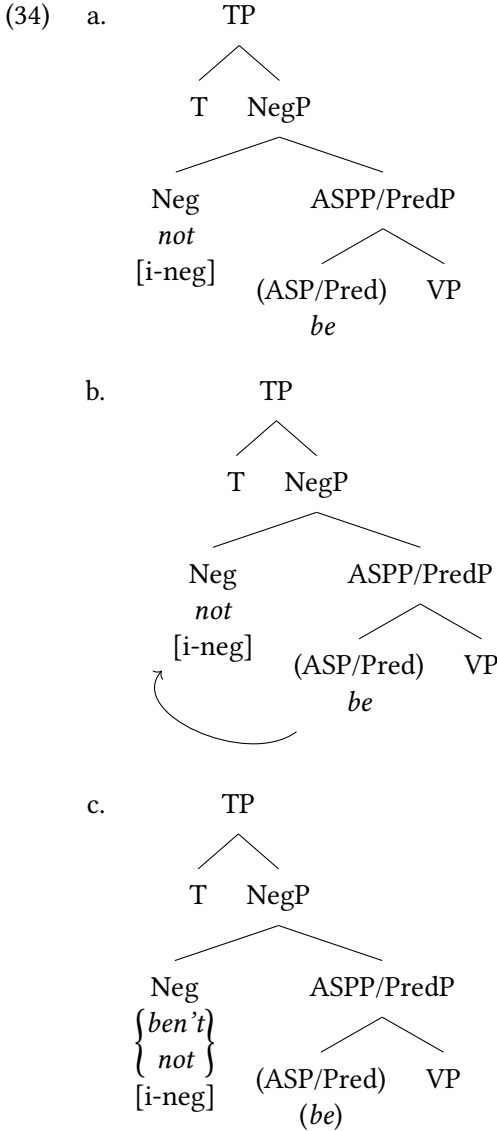 (34) a. TP
T NegP
Neg ASPP/PredP
not
[i-neg] (ASP/Pred) VP
be
b. TP
T NegP
Neg ASPP/PredP
not
[i-neg] (ASP/Pred) VP
be
c. TP
T NegP
Neg ASPP/PredP
{ben't}
{not}
[i-neg] (ASP/Pred) VP
(be)